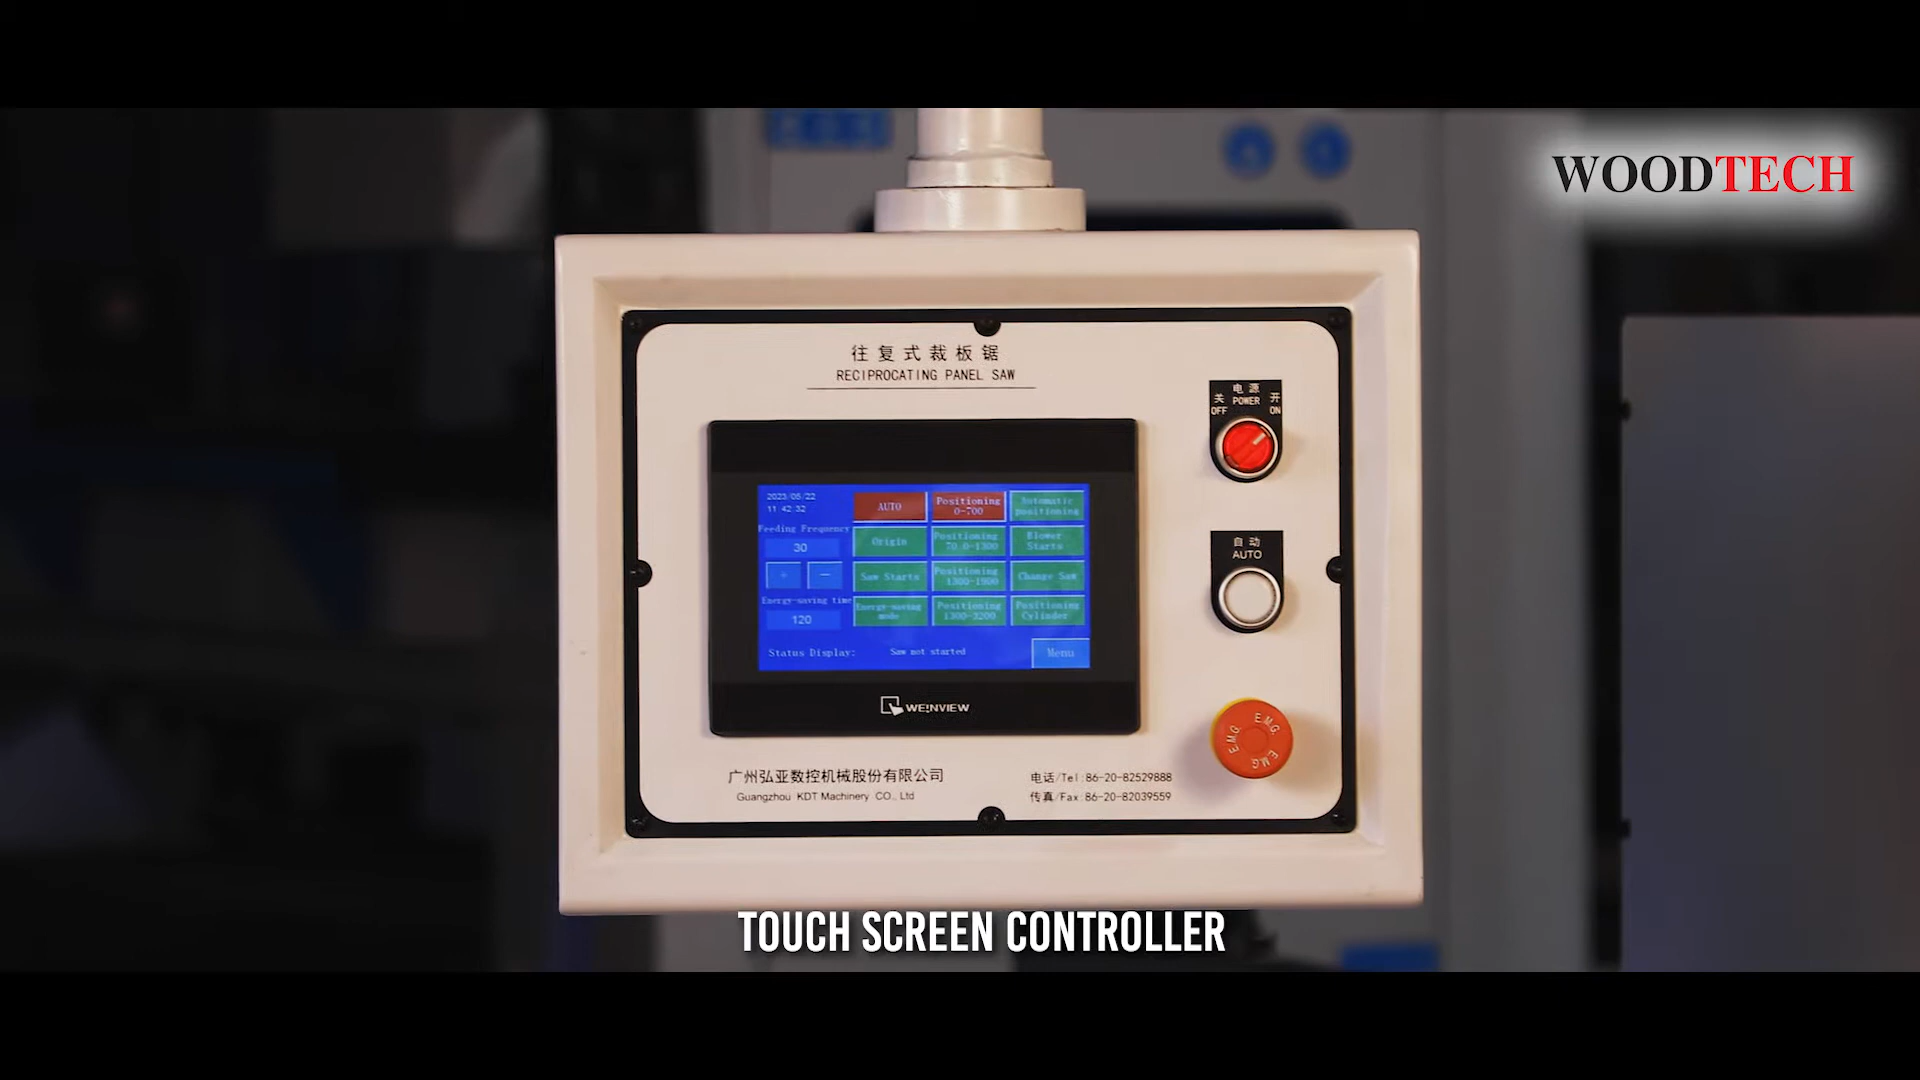 WOODTECH
往复式裁板锯
RECIPROCATING PANEL SAW
电源
关 POWER 开
OFF ON
2023/05/22
11 42 32
AUTO
Positioning
0-700
Automatic
positioning
Feeding Frequency
30
Origin
Positioning
70 0-1300
Blower
Starts
+ —
Saw Starts
Positioning
1300-1900
Change Saw
Energy-saving time
120
Energy-saving
mode
Positioning
1300-3200
Positioning
Cylinder
Status Display: Saw not started
Menu
自动
AUTO
WEINVIEW
E.M.G. E.M.G. E.M.G.
广州弘亚数控机械股份有限公司
Guangzhou KDT Machinery CO., Ltd
电话/Tel:86-20-82529888
传真/Fax:86-20-82039559
TOUCH SCREEN CONTROLLER